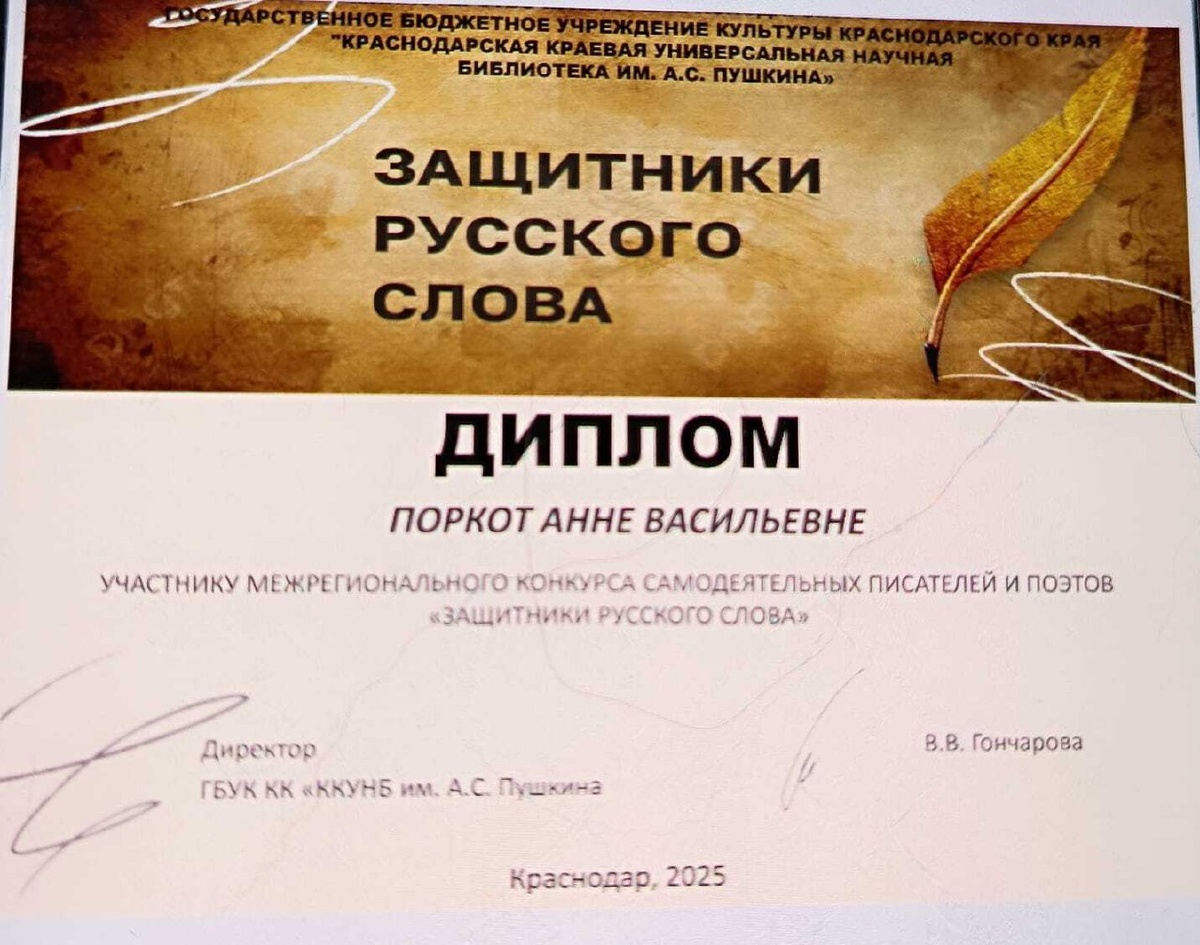 ГОСУДАРСТВЕННОЕ БЮДЖЕТНОЕ УЧРЕЖДЕНИЕ КУЛЬТУРЫ КРАСНОДАРСКОГО КРАЯ
"КРАСНОДАРСКАЯ КРАЕВАЯ УНИВЕРСАЛЬНАЯ НАУЧНАЯ
БИБЛИОТЕКА ИМ. А.С. ПУШКИНА»
ЗАЩИТНИКИ
РУССКОГО
СЛОВА
ДИПЛОМ
ПОРКОТ АННЕ ВАСИЛЬЕВНЕ
УЧАСТНИКУ МЕЖРЕГИОНАЛЬНОГО КОНКУРСА САМОДЕЯТЕЛЬНЫХ ПИСАТЕЛЕЙ И ПОЭТОВ
«ЗАЩИТНИКИ РУССКОГО СЛОВА»
Директор
ГБУК КК «ККУНБ им. А.С. Пушкина
В.В. Гончарова
Краснодар, 2025